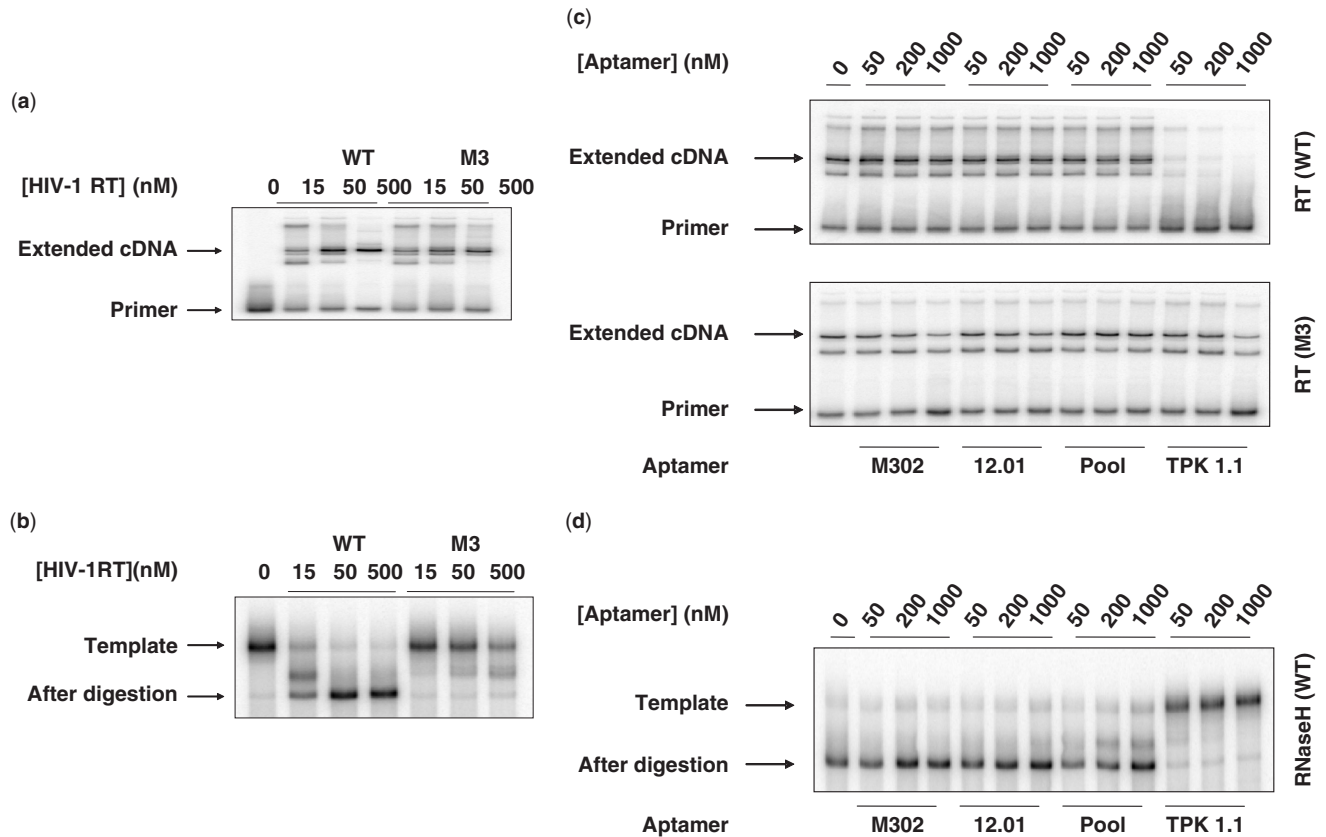 (a)
WT M3
[HIV-1 RT] (nM) 0 15 50 500 15 50 500
Extended cDNA
Primer
(b)
WT M3
[HIV-1RT](nM) 0 15 50 500 15 50 500
Template
After digestion
(c)
[Aptamer] (nM) 0 50 200 1000 50 200 1000 50 200 1000 50 200 1000
Extended cDNA
Primer
RT (WT)
Extended cDNA
Primer
RT (M3)
Aptamer M302 12.01 Pool TPK 1.1
(d)
[Aptamer] (nM) 0 50 200 1000 50 200 1000 50 200 1000 50 200 1000
Template
After digestion
RNaseH (WT)
Aptamer M302 12.01 Pool TPK 1.1